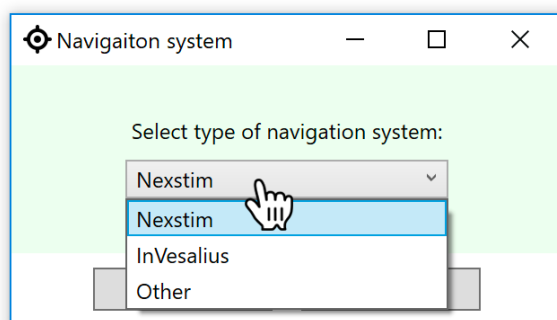 Navigaiton system
Select type of navigation system:
Nexstim
Nexstim
InVesalius
Other